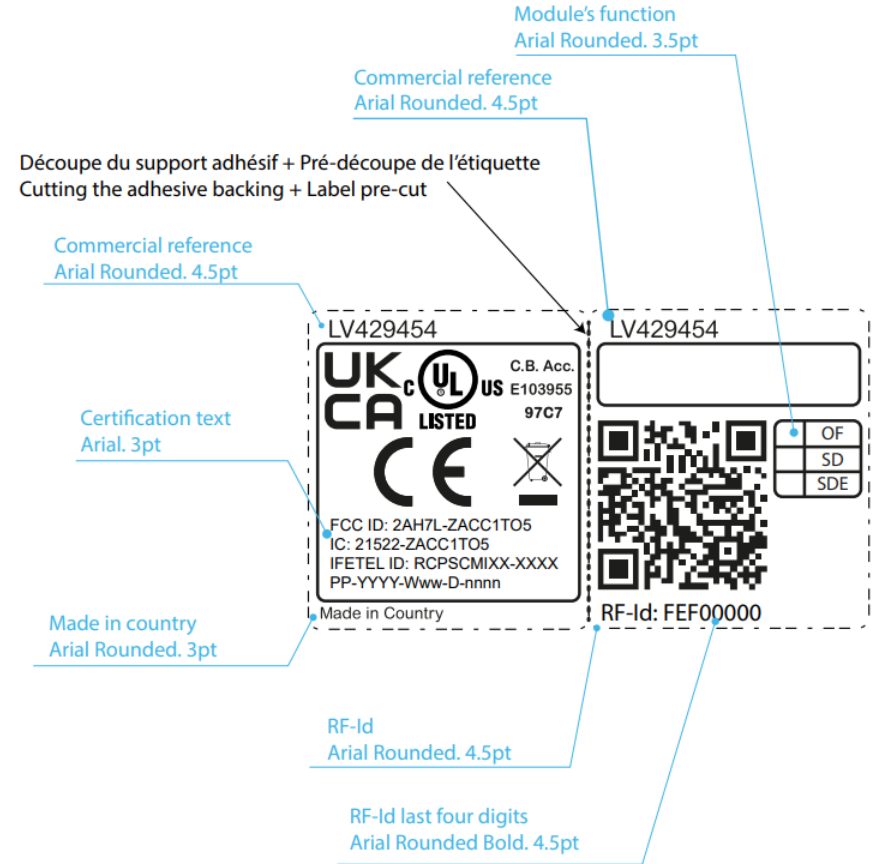 Module's function
Arial Rounded. 3.5pt
Commercial reference
Arial Rounded. 4.5pt
Découpe du support adhésif + Pré-découpe de l'étiquette
Cutting the adhesive backing + Label pre-cut
Commercial reference
Arial Rounded. 4.5pt
LV429454
UK
CA
C UL US
LISTED
C.B. Acc.
E103955
97C7
CE
Certification text
Arial. 3pt
FCC ID: 2AH7L-ZACC1TO5
IC: 21522-ZACC1TO5
IFETEL ID: RCPSCMIXX-XXXX
PP-YYYY-Www-D-nnnn
Made in Country
Made in country
Arial Rounded. 3pt
LV429454
OF
SD
SDE
RF-Id: FEF00000
RF-Id
Arial Rounded. 4.5pt
RF-Id last four digits
Arial Rounded Bold. 4.5pt